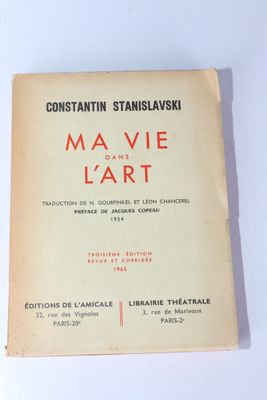 CONSTANTIN STANISLAVSKI
MA VIE
DANS
L'ART
TRADUCTION DE N. GOURFINKEL ET LÉON CHANCEREL
PRÉFACE DE JACQUES COPEAU
1934
TROISIÈME ÉDITION
REVUE ET CORRIGÉE
1965
ÉDITIONS DE L'AMICALE
32, rue des Vignoles
PARIS-20e
LIBRAIRIE THÉATRALE
3, rue de Marivaux
PARIS-2e